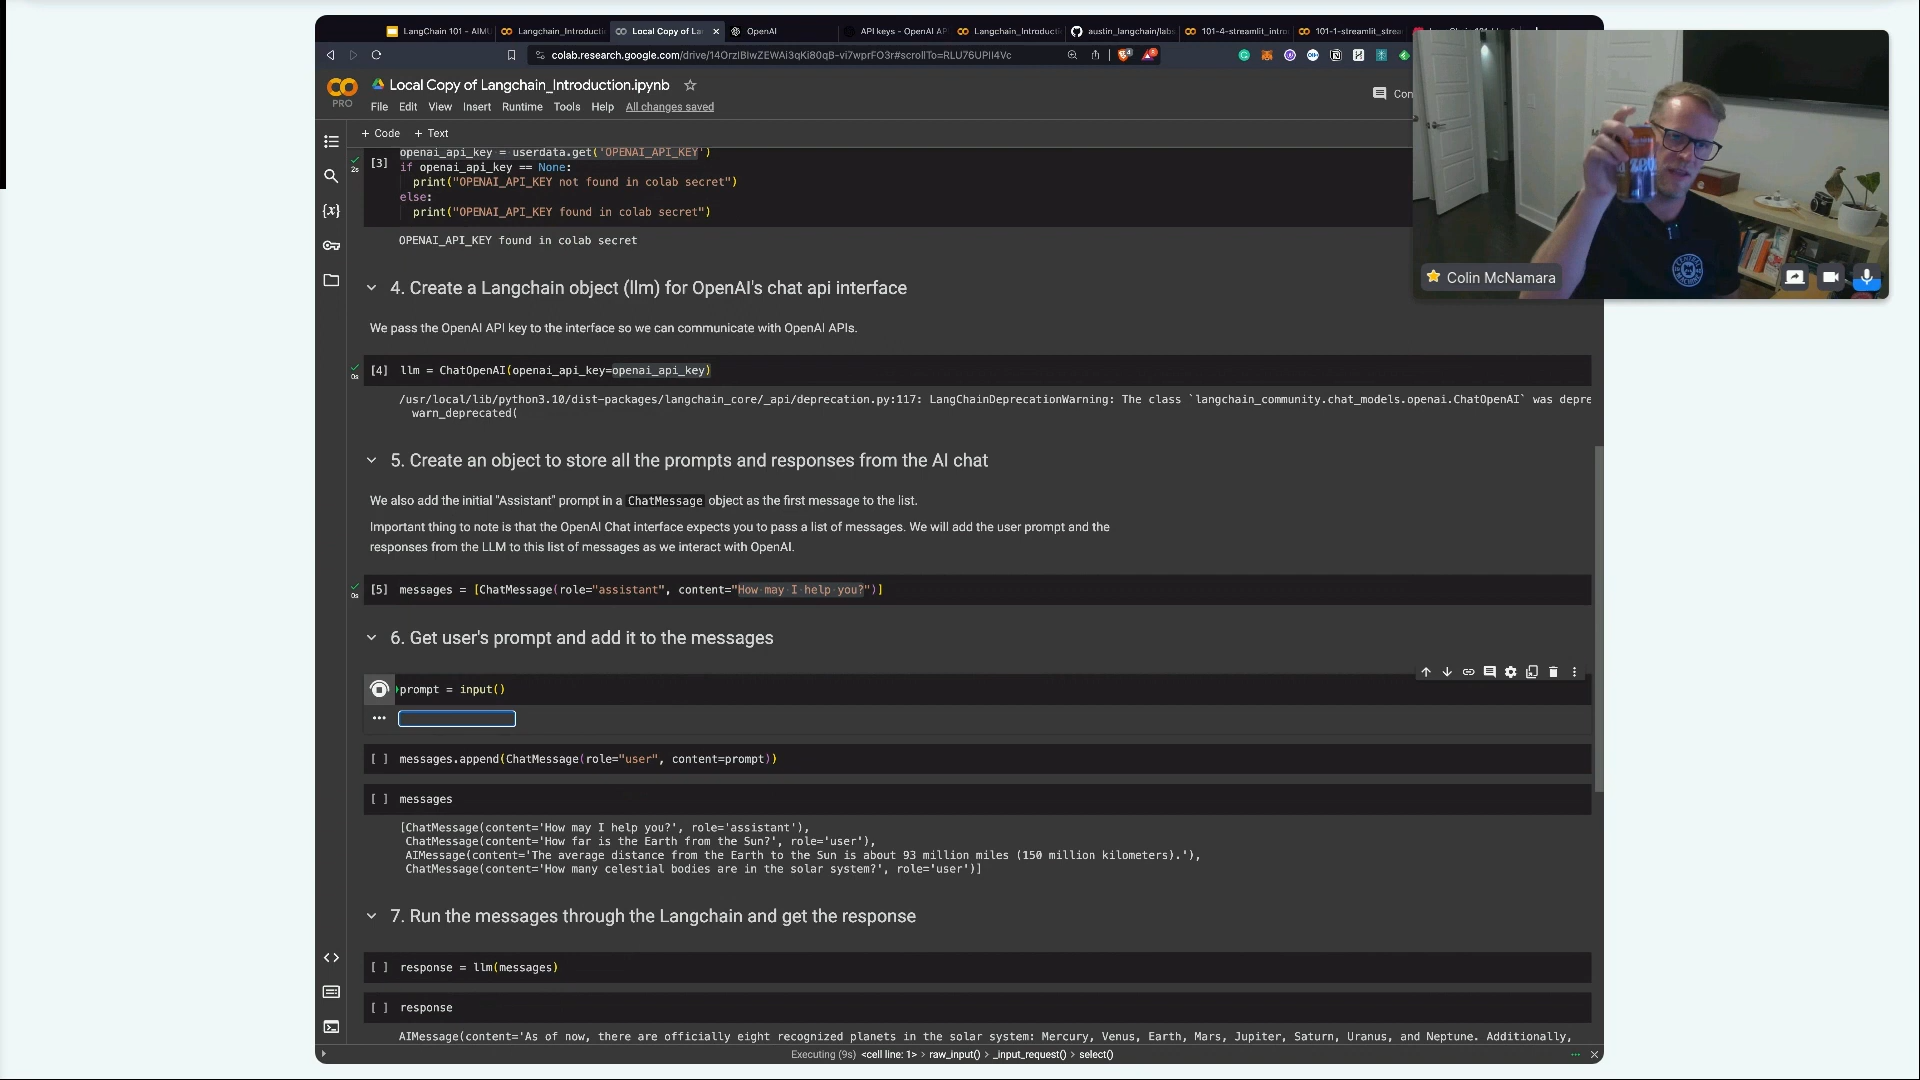 LangChain 101 - AIMU
Langchain_Introducti
Local Copy of La
OpenAI
API keys - OpenAI AP
Langchain_Introducti
austin_langchain/labs
101-4-streamlit_intro
101-1-streamlit_strea
colab.research.google.com/drive/14OrzlBlwZEWAi3qKi80qB-vi7wprFO3r#scrollTo=RLU76UPlI4Vc
PRO
Local Copy of Langchain_Introduction.ipynb
File Edit View Insert Runtime Tools Help All changes saved
+ Code + Text
[3] openai_api_key = userdata.get('OPENAI_API_KEY')
2s
if openai_api_key == None:
print("OPENAI_API_KEY not found in colab secret")
else:
print("OPENAI_API_KEY found in colab secret")
OPENAI_API_KEY found in colab secret
Colin McNamara
4. Create a Langchain object (llm) for OpenAI's chat api interface
We pass the OpenAI API key to the interface so we can communicate with OpenAI APIs.
[4] llm = ChatOpenAI(openai_api_key=openai_api_key)
0s
/usr/local/lib/python3.10/dist-packages/langchain_core/_api/deprecation.py:117: LangChainDeprecationWarning: The class `langchain_community.chat_models.openai.ChatOpenAI` was depre
warn_deprecated(
5. Create an object to store all the prompts and responses from the AI chat
We also add the initial "Assistant" prompt in a ChatMessage object as the first message to the list.
Important thing to note is that the OpenAI Chat interface expects you to pass a list of messages. We will add the user prompt and the
responses from the LLM to this list of messages as we interact with OpenAI.
[5] messages = [ChatMessage(role="assistant", content="How may I help you?")]
0s
6. Get user's prompt and add it to the messages
prompt = input()
[ ] messages.append(ChatMessage(role="user", content=prompt))
[ ] messages
[ChatMessage(content='How may I help you?', role='assistant'),
ChatMessage(content='How far is the Earth from the Sun?', role='user'),
AIMessage(content='The average distance from the Earth to the Sun is about 93 million miles (150 million kilometers).'),
ChatMessage(content='How many celestial bodies are in the solar system?', role='user')]
7. Run the messages through the Langchain and get the response
[ ] response = llm(messages)
[ ] response
AIMessage(content='As of now, there are officially eight recognized planets in the solar system: Mercury, Venus, Earth, Mars, Jupiter, Saturn, Uranus, and Neptune. Additionally,
Executing (9s) <cell line: 1> > raw_input() > _input_request() > select()